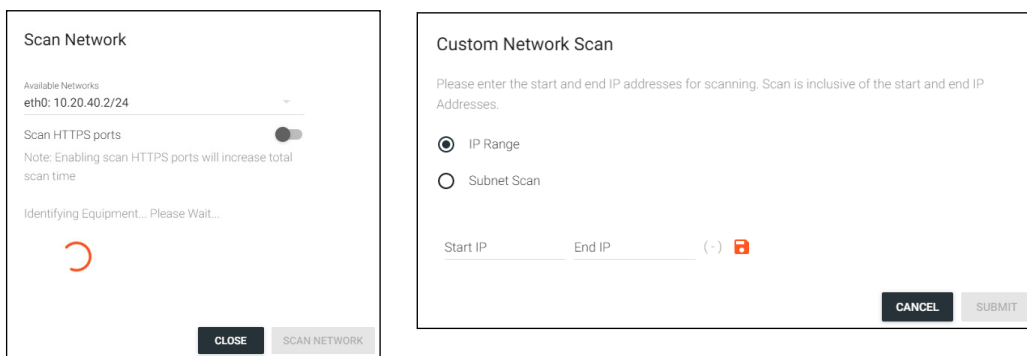 Scan Network
Available Networks
eth0: 10.20.40.2/24
Scan HTTPS ports
Note: Enabling scan HTTPS ports will increase total
scan time
Identifying Equipment... Please Wait...
CLOSE
SCAN NETWORK
Custom Network Scan
Please enter the start and end IP addresses for scanning. Scan is inclusive of the start and end IP
Addresses.
IP Range
Subnet Scan
Start IP
End IP
(-)
CANCEL
SUBMIT